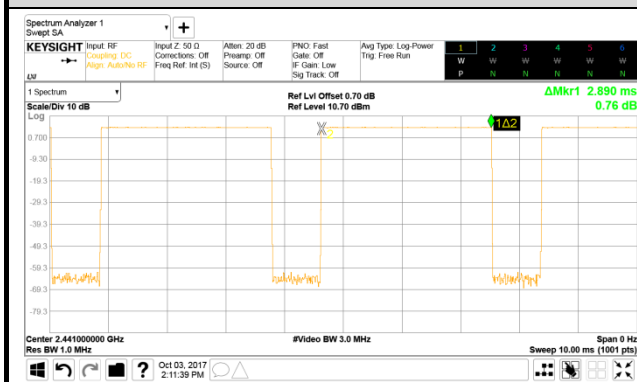 Spectrum Analyzer 1
Swept SA
+
KEYSIGHT
Input: RF
Coupling: DC
Align: Auto/No RF
Input Z: 50 Ω
Corrections: Off
Freq Ref: Int (S)
Atten: 20 dB
Preamp: Off
Source: Off
PNO: Fast
Gate: Off
IF Gain: Low
Sig Track: Off
Avg Type: Log-Power
Trig: Free Run
1 2 3 4 5 6
W W W W W W
P N N N N N
LXI
1 Spectrum
Scale/Div 10 dB
Ref Lvl Offset 0.70 dB
Ref Level 10.70 dBm
ΔMkr1 2.890 ms
0.76 dB
Log
0.700
-9.30
-19.3
-29.3
-39.3
-49.3
-59.3
-69.3
-79.3
X2
1Δ2
Center 2.441000000 GHz
Res BW 1.0 MHz
#Video BW 3.0 MHz
Span 0 Hz
Sweep 10.00 ms (1001 pts)
?
Oct 03, 2017
2:11:39 PM